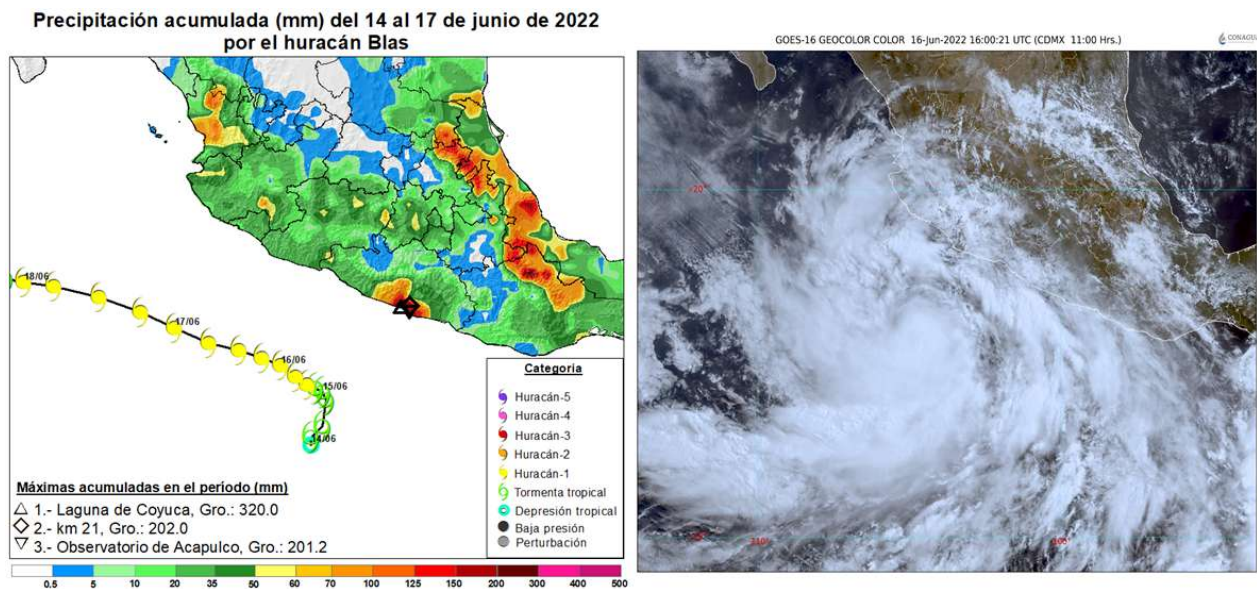 Precipitación acumulada (mm) del 14 al 17 de junio de 2022
por el huracán Blas
18/06
17/06
16/06
15/06
14/06
Categoria
Huracán-5
Huracán-4
Huracán-3
Huracán-2
Huracán-1
Tormenta tropical
Depresión tropical
Baja presión
Perturbación
Máximas acumuladas en el periodo (mm)
1.- Laguna de Coyuca, Gro.: 320.0
2.- km 21, Gro.: 202.0
3.- Observatorio de Acapulco, Gro.: 201.2
0.5 5 10 20 35 50 60 70 100 125 150 200 300 400 500
GOES-16 GEOCOLOR COLOR 16-Jun-2022 16:00:21 UTC (CDMX 11:00 Hrs.)
CONAGUA